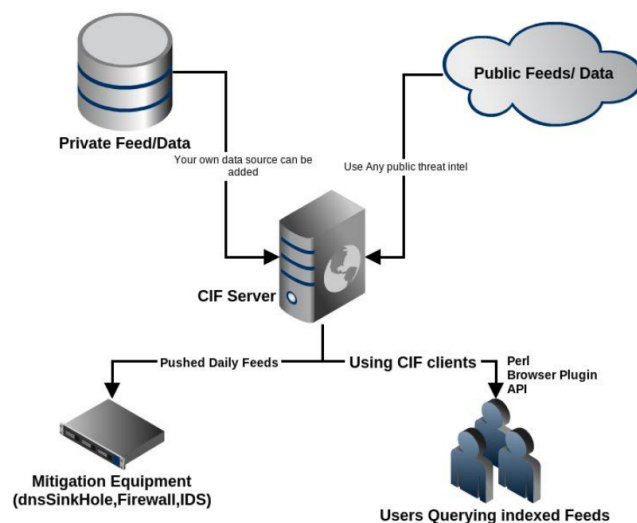 Public Feeds/ Data
Private Feed/Data
Your own data source can be
added
Use Any public threat intel
CIF Server
Pushed Daily Feeds
Using CIF clients
Perl
Browser Plugin
API
Mitigation Equipment
(dnsSinkHole,Firewall,IDS)
Users Querying indexed Feeds